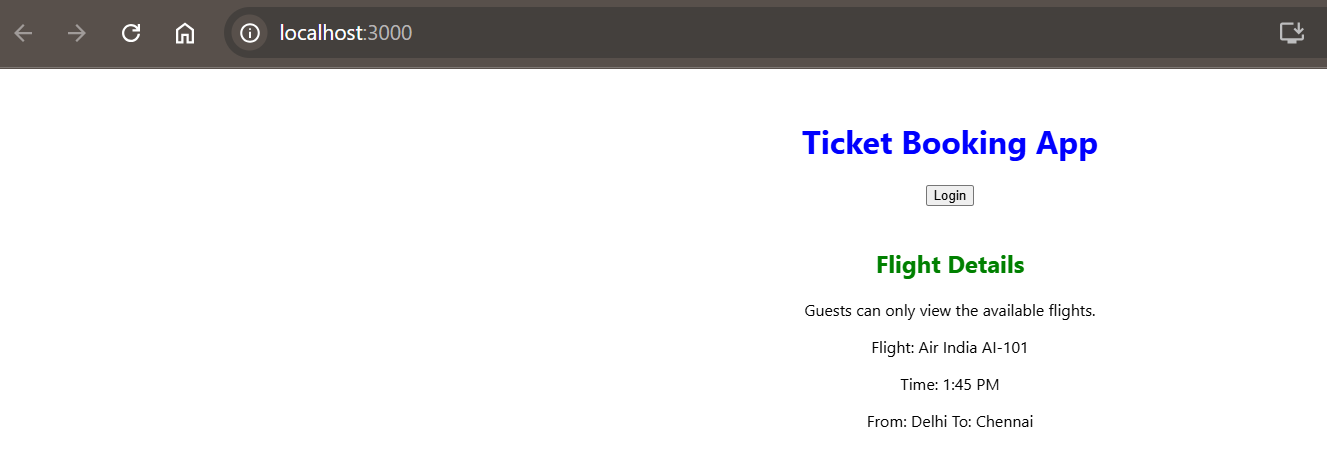 localhost:3000
Ticket Booking App
Login
Flight Details
Guests can only view the available flights.
Flight: Air India AI-101
Time: 1:45 PM
From: Delhi To: Chennai